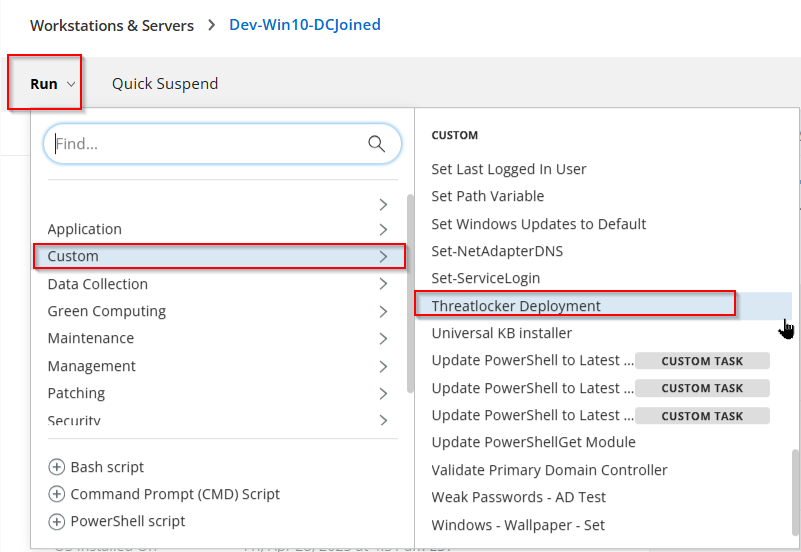 Workstations & Servers > Dev-Win10-DCJoined
Run Quick Suspend
Find...
Application
Custom
Data Collection
Green Computing
Maintenance
Management
Patching
Security
Bash script
Command Prompt (CMD) Script
PowerShell script
CUSTOM
Set Last Logged In User
Set Path Variable
Set Windows Updates to Default
Set-NetAdapterDNS
Set-ServiceLogin
Threatlocker Deployment
Universal KB installer
Update PowerShell to Latest ... CUSTOM TASK
Update PowerShell to Latest ... CUSTOM TASK
Update PowerShell to Latest ... CUSTOM TASK
Update PowerShellGet Module
Validate Primary Domain Controller
Weak Passwords - AD Test
Windows - Wallpaper - Set